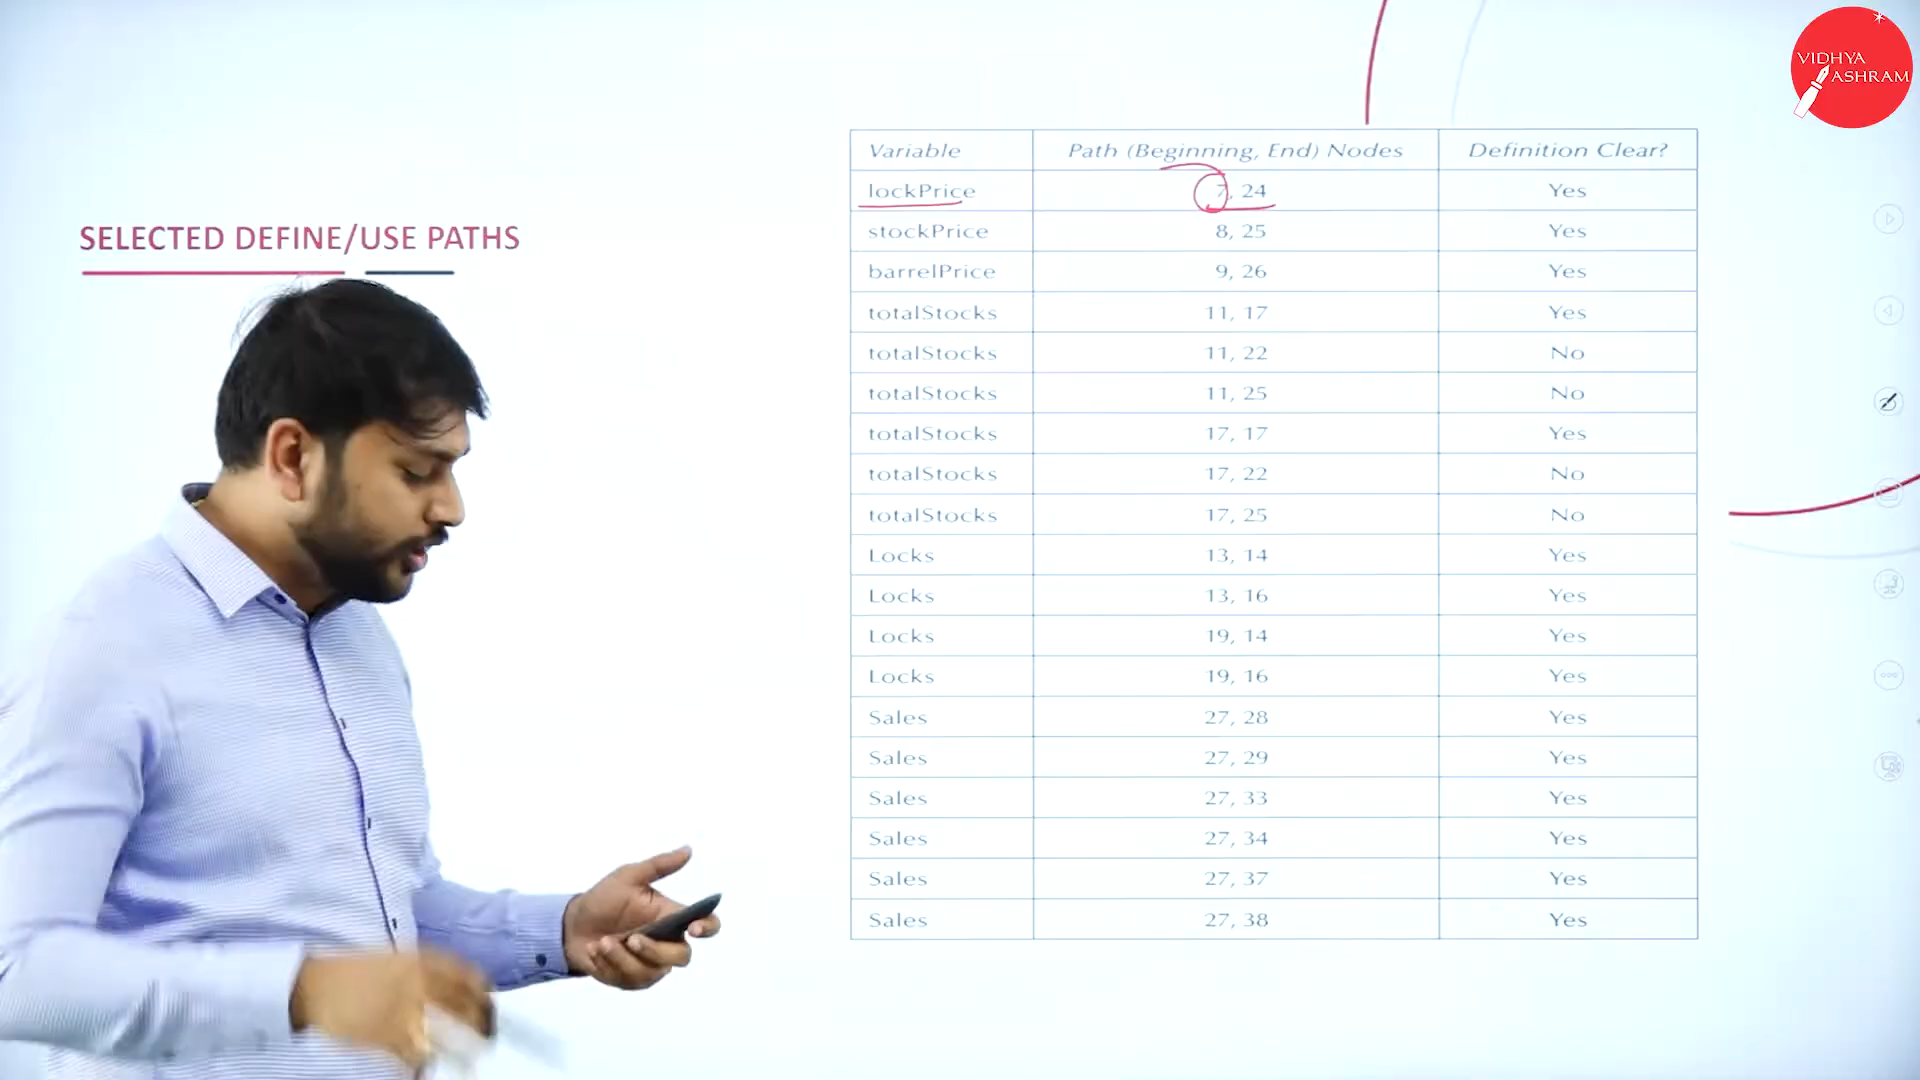 VIDHYA
ASHRAM
SELECTED DEFINE/USE PATHS
Variable Path (Beginning, End) Nodes Definition Clear?
lockPrice 7, 24 Yes
stockPrice 8, 25 Yes
barrelPrice 9, 26 Yes
totalStocks 11, 17 Yes
totalStocks 11, 22 No
totalStocks 11, 25 No
totalStocks 17, 17 Yes
totalStocks 17, 22 No
totalStocks 17, 25 No
Locks 13, 14 Yes
Locks 13, 16 Yes
Locks 19, 14 Yes
Locks 19, 16 Yes
Sales 27, 28 Yes
Sales 27, 29 Yes
Sales 27, 33 Yes
Sales 27, 34 Yes
Sales 27, 37 Yes
Sales 27, 38 Yes